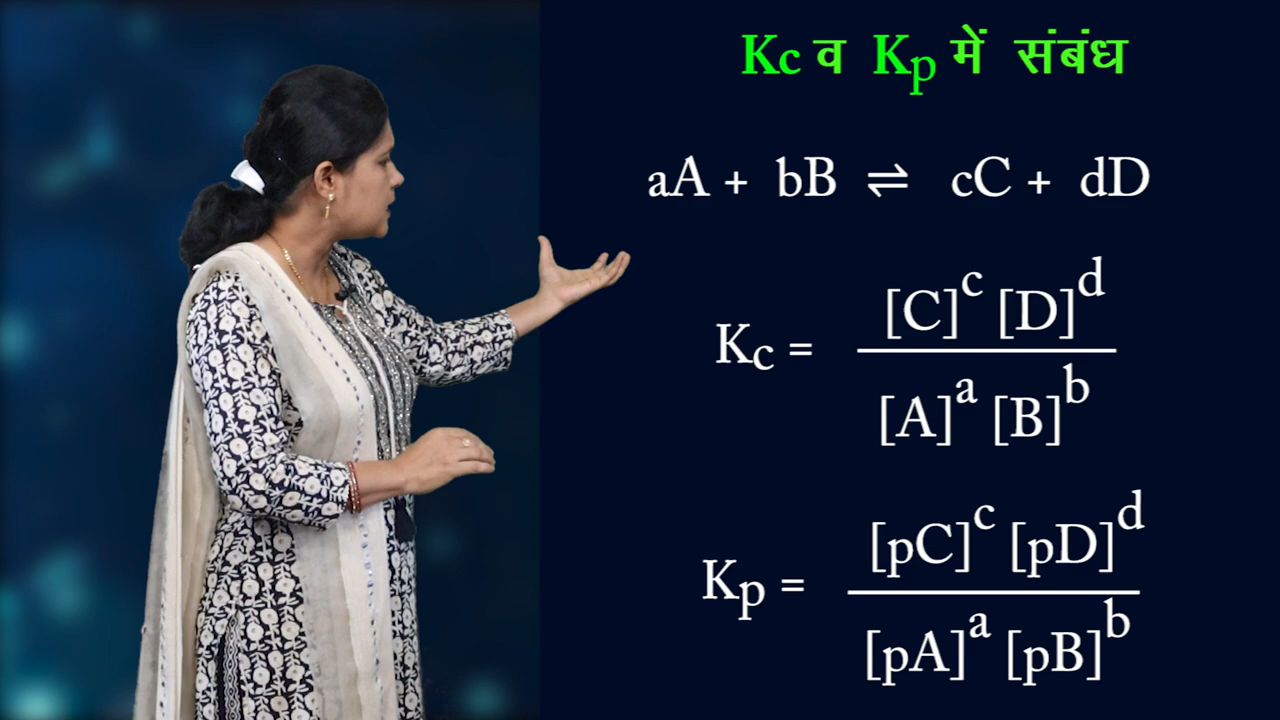 Kc व Kp में संबंध
aA + bB ⇌ cC + dD
Kc = [C]^c [D]^d / [A]^a [B]^b
Kp = [pC]^c [pD]^d / [pA]^a [pB]^b